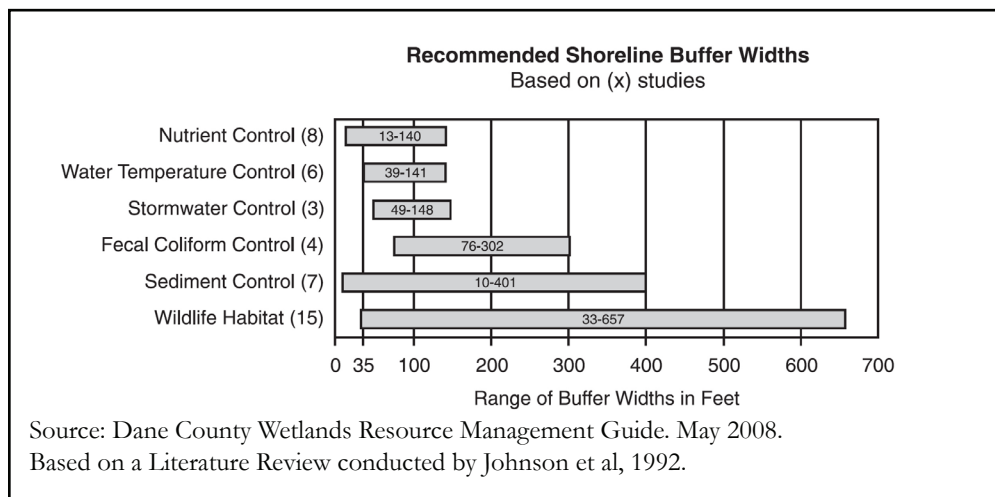 Recommended Shoreline Buffer Widths
Based on (x) studies
Nutrient Control (8)
13-140
Water Temperature Control (6)
39-141
Stormwater Control (3)
49-148
Fecal Coliform Control (4)
76-302
Sediment Control (7)
10-401
Wildlife Habitat (15)
33-657
0 35 100 200 300 400 500 600 700
Range of Buffer Widths in Feet
Source: Dane County Wetlands Resource Management Guide. May 2008.
Based on a Literature Review conducted by Johnson et al, 1992.